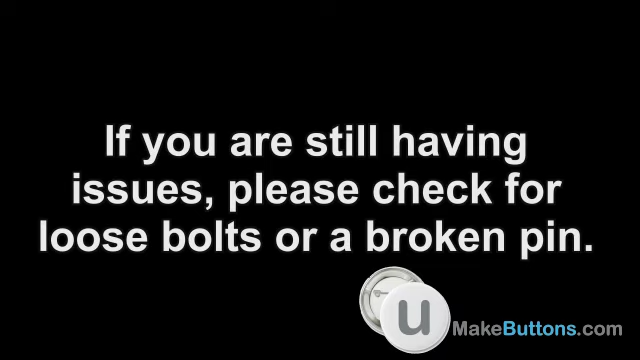 If you are still having
issues, please check for
loose bolts or a broken pin.
u MakeButtons.com